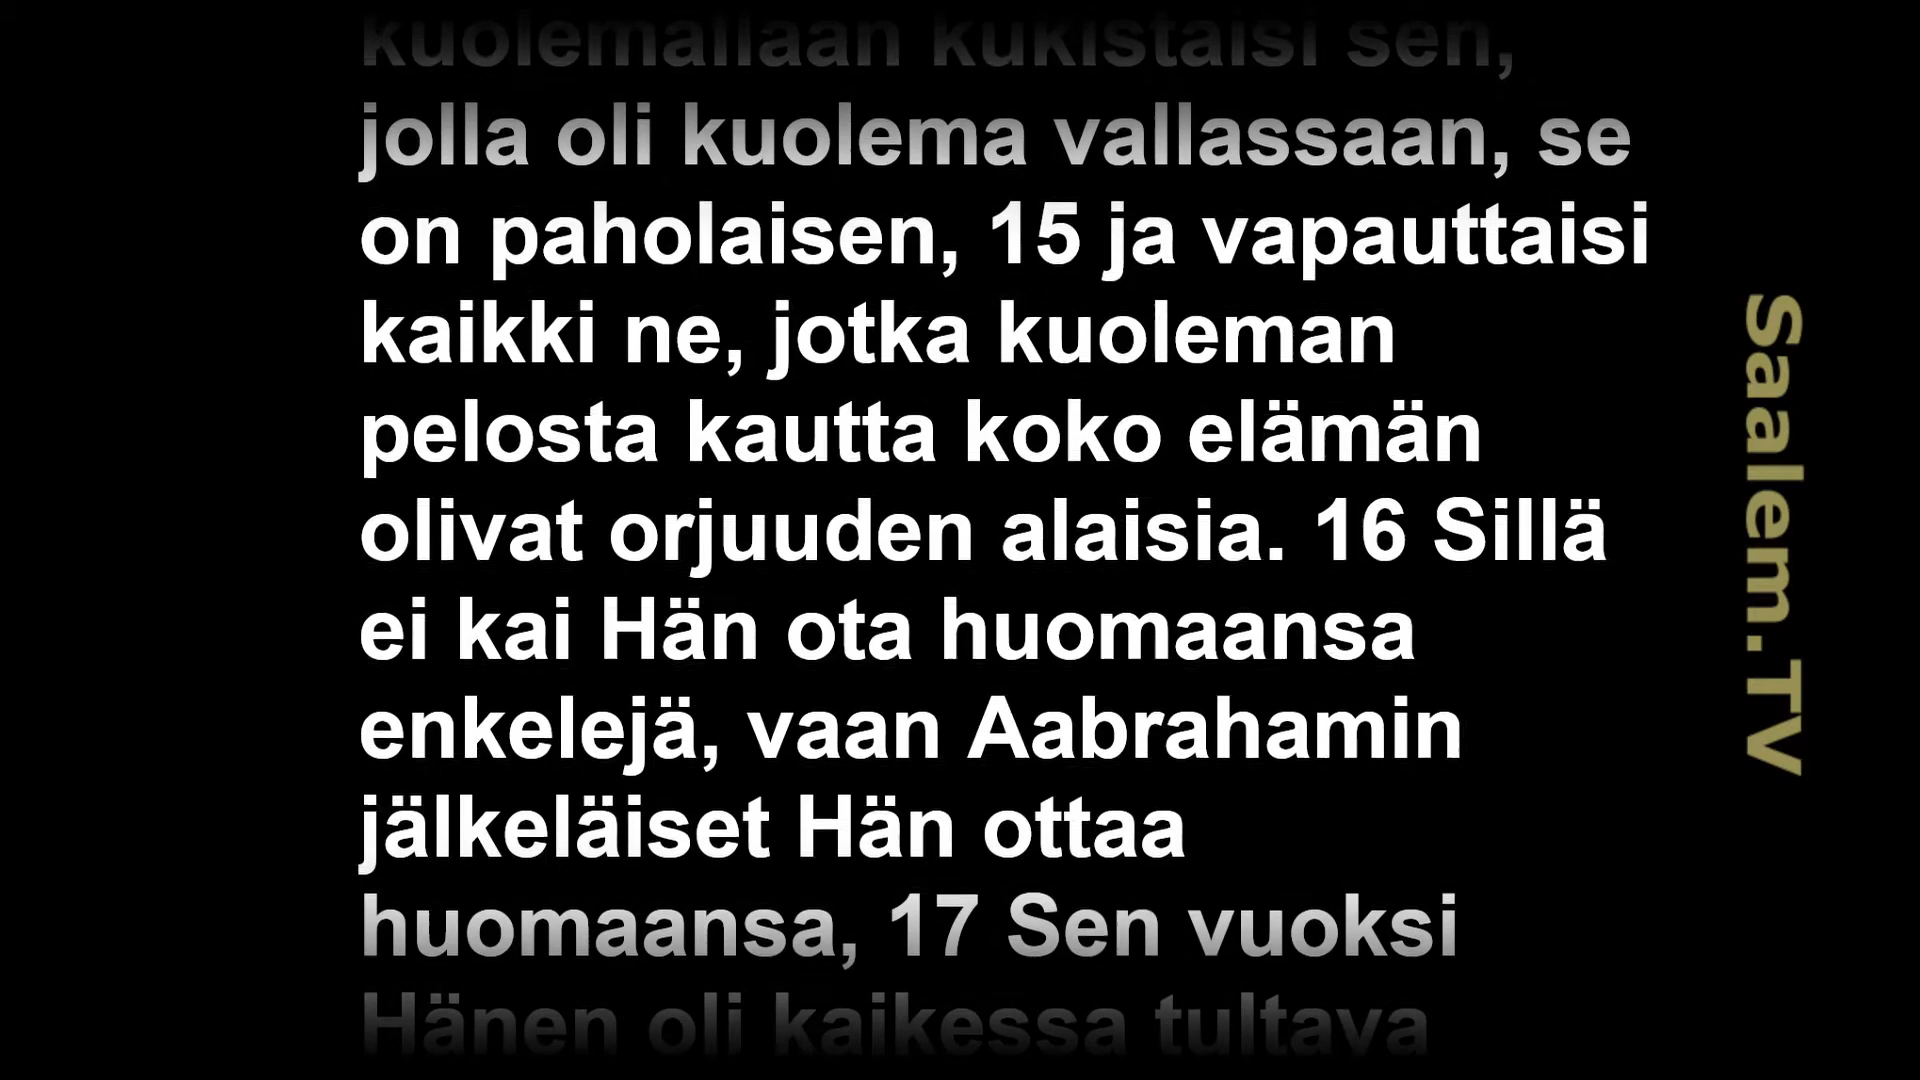 kuolemallaan kukistaisi sen,
jolla oli kuolema vallassaan, se
on paholaisen, 15 ja vapauttaisi
kaikki ne, jotka kuoleman
pelosta kautta koko elämän
olivat orjuuden alaisia. 16 Sillä
ei kai Hän ota huomaansa
enkelejä, vaan Aabrahamin
jälkeläiset Hän ottaa
huomaansa, 17 Sen vuoksi
Hänen oli kaikessa tultava
Saalem.TV